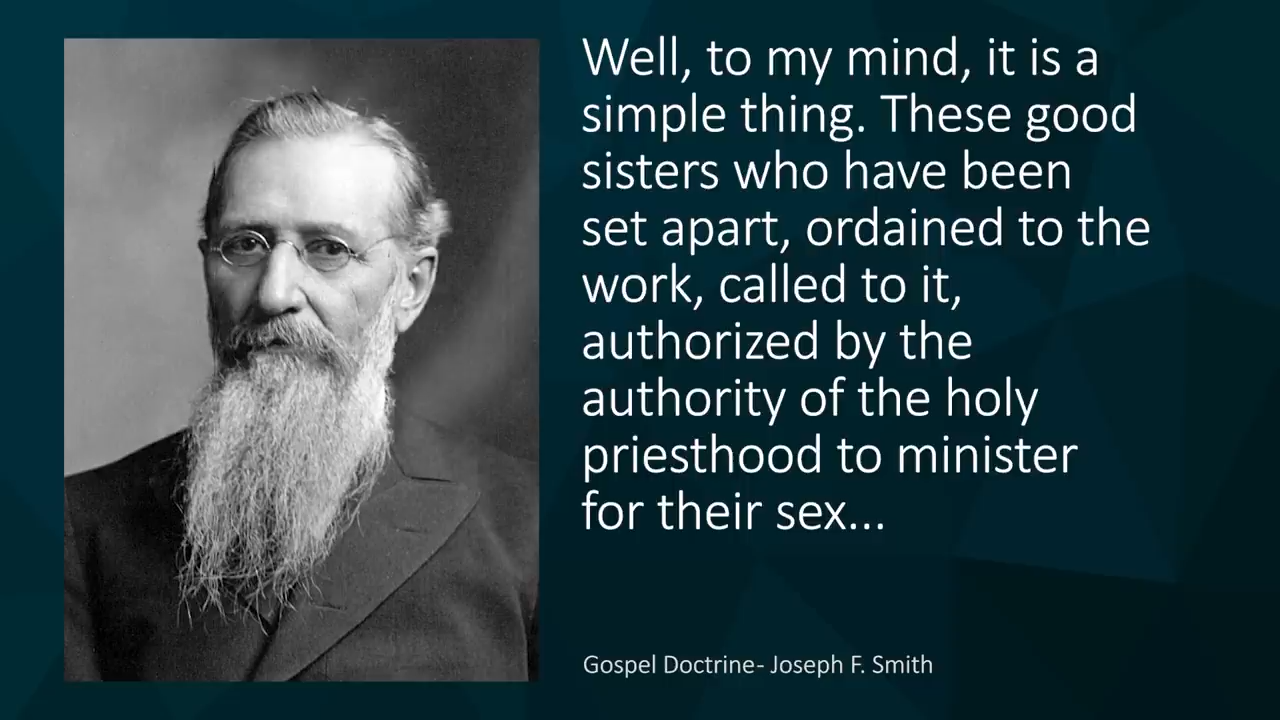 Well, to my mind, it is a
simple thing. These good
sisters who have been
set apart, ordained to the
work, called to it,
authorized by the
authority of the holy
priesthood to minister
for their sex...
Gospel Doctrine- Joseph F. Smith